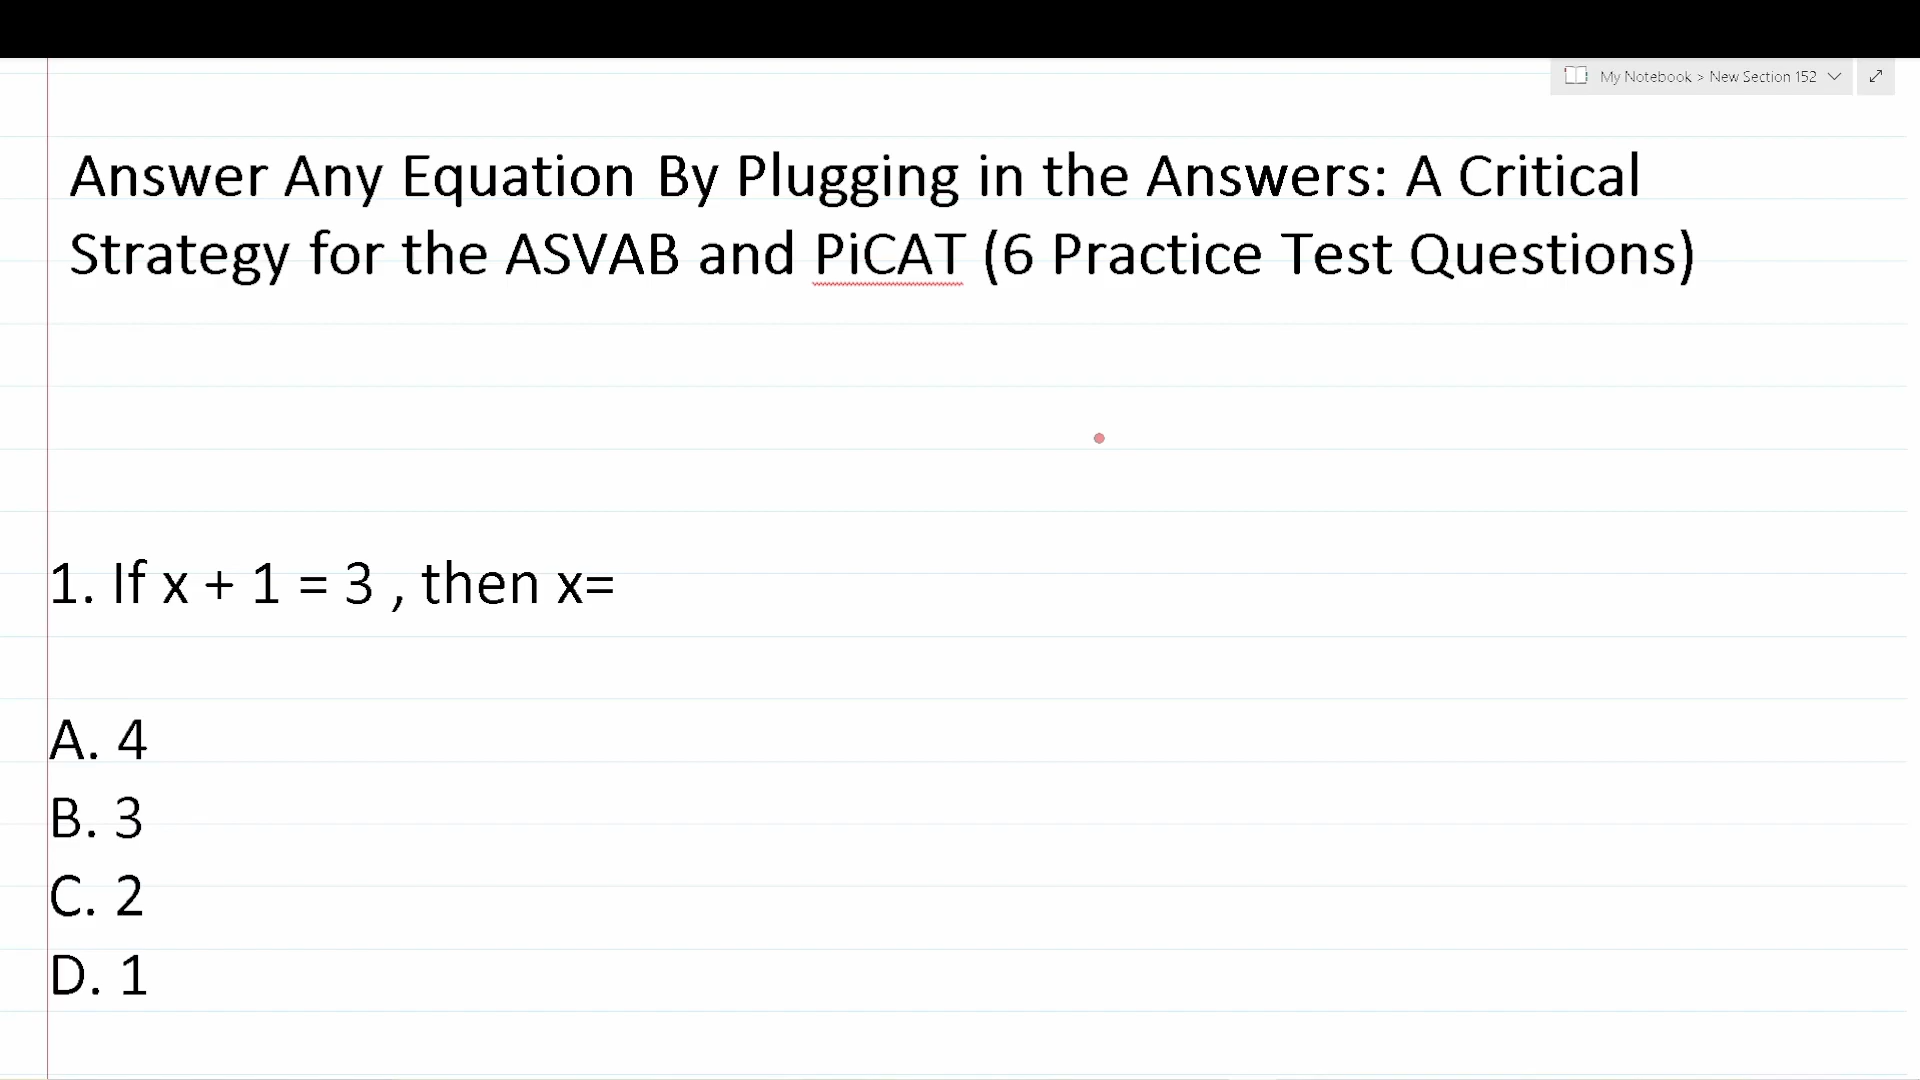 My Notebook > New Section 152
Answer Any Equation By Plugging in the Answers: A Critical
Strategy for the ASVAB and PiCAT (6 Practice Test Questions)
1. If x + 1 = 3 , then x=
A. 4
B. 3
C. 2
D. 1